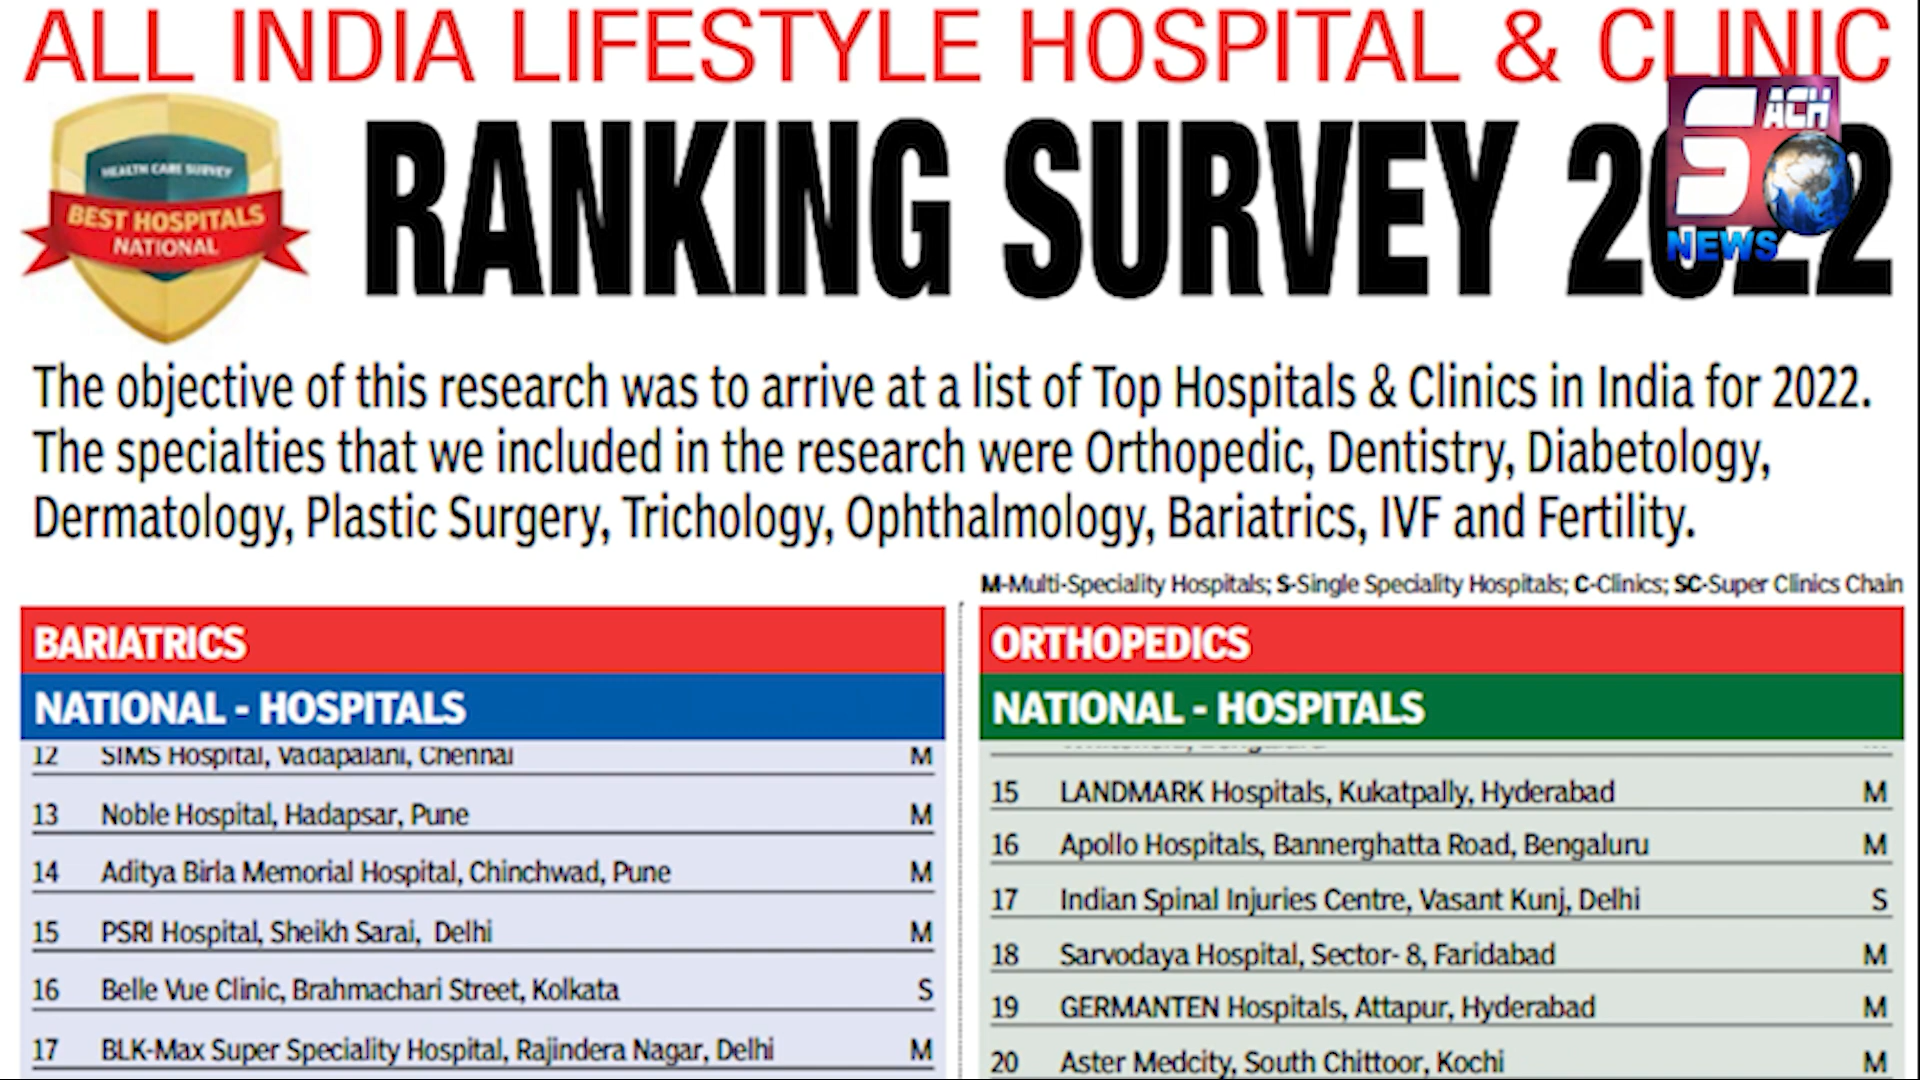 ALL INDIA LIFESTYLE HOSPITAL & CLINIC
HEALTH CARE SURVEY
BEST HOSPITALS
NATIONAL
RANKING SURVEY 2022
SACH
NEWS
The objective of this research was to arrive at a list of Top Hospitals & Clinics in India for 2022.
The specialties that we included in the research were Orthopedic, Dentistry, Diabetology,
Dermatology, Plastic Surgery, Trichology, Ophthalmology, Bariatrics, IVF and Fertility.
M-Multi-Speciality Hospitals; S-Single Speciality Hospitals; C-Clinics; SC-Super Clinics Chain
BARIATRICS
NATIONAL - HOSPITALS
12 SIMS Hospital, Vadapalani, Chennai M
13 Noble Hospital, Hadapsar, Pune M
14 Aditya Birla Memorial Hospital, Chinchwad, Pune M
15 PSRI Hospital, Sheikh Sarai, Delhi M
16 Belle Vue Clinic, Brahmachari Street, Kolkata S
17 BLK-Max Super Speciality Hospital, Rajindera Nagar, Delhi M
ORTHOPEDICS
NATIONAL - HOSPITALS
15 LANDMARK Hospitals, Kukatpally, Hyderabad M
16 Apollo Hospitals, Bannerghatta Road, Bengaluru M
17 Indian Spinal Injuries Centre, Vasant Kunj, Delhi S
18 Sarvodaya Hospital, Sector- 8, Faridabad M
19 GERMANTEN Hospitals, Attapur, Hyderabad M
20 Aster Medcity, South Chittoor, Kochi M